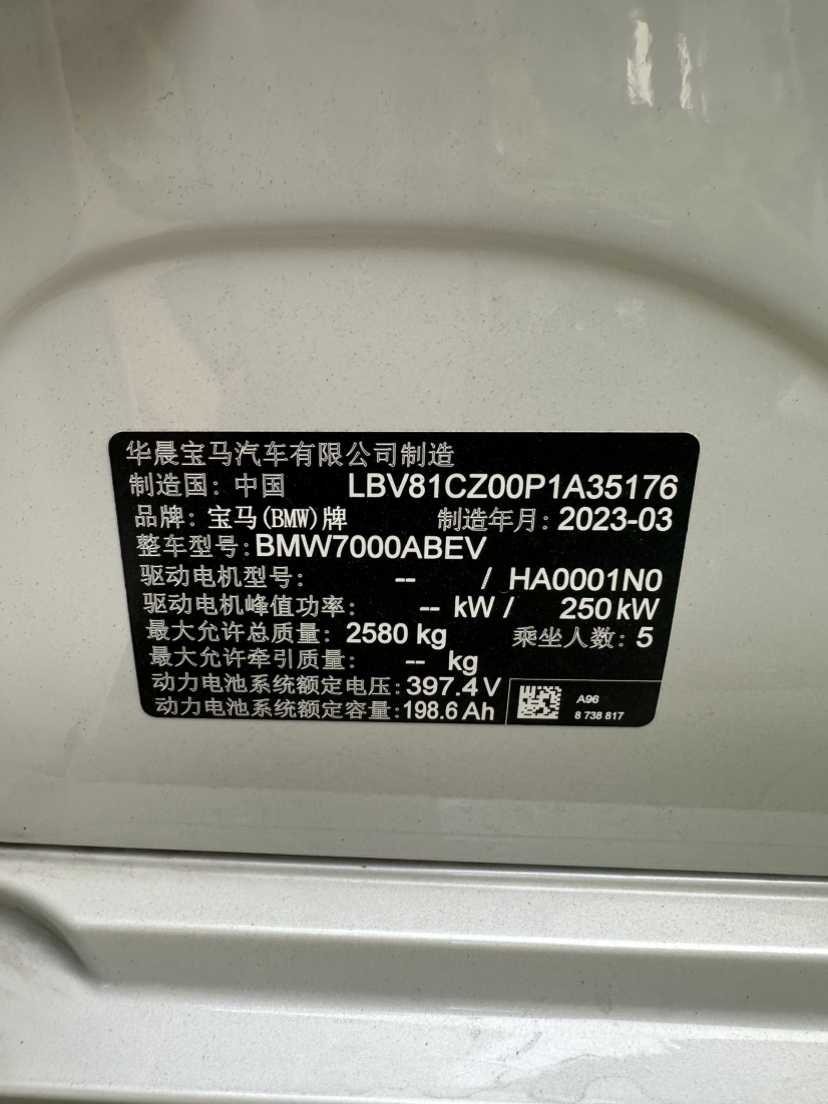 华晨宝马汽车有限公司制造
制造国: 中国 LBV81CZ00P1A35176
品牌: 宝马(BMW)牌 制造年月: 2023-03
整车型号: BMW7000ABEV
驱动电机型号: -- / HA0001N0
驱动电机峰值功率: -- kW / 250 kW
最大允许总质量: 2580 kg 乘坐人数: 5
最大允许牵引质量: -- kg
动力电池系统额定电压: 397.4 V
动力电池系统额定容量: 198.6 Ah
A96
8 738 817